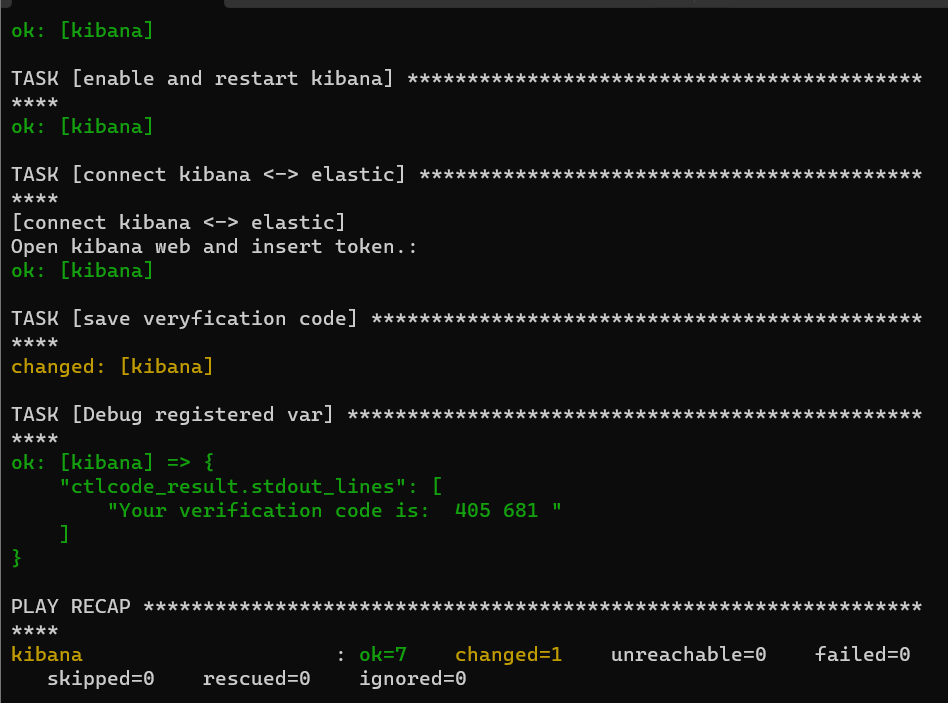 ok: [kibana]
TASK [enable and restart kibana] *******************************************
****
ok: [kibana]
TASK [connect kibana <-> elastic] ******************************************
****
[connect kibana <-> elastic]
Open kibana web and insert token.:
ok: [kibana]
TASK [save veryfication code] **********************************************
****
changed: [kibana]
TASK [Debug registered var] ************************************************
****
ok: [kibana] => {
    "ctlcode_result.stdout_lines": [
        "Your verification code is:  405 681 "
    ]
}
PLAY RECAP *****************************************************************
****
kibana                     : ok=7    changed=1    unreachable=0    failed=0
   skipped=0    rescued=0    ignored=0